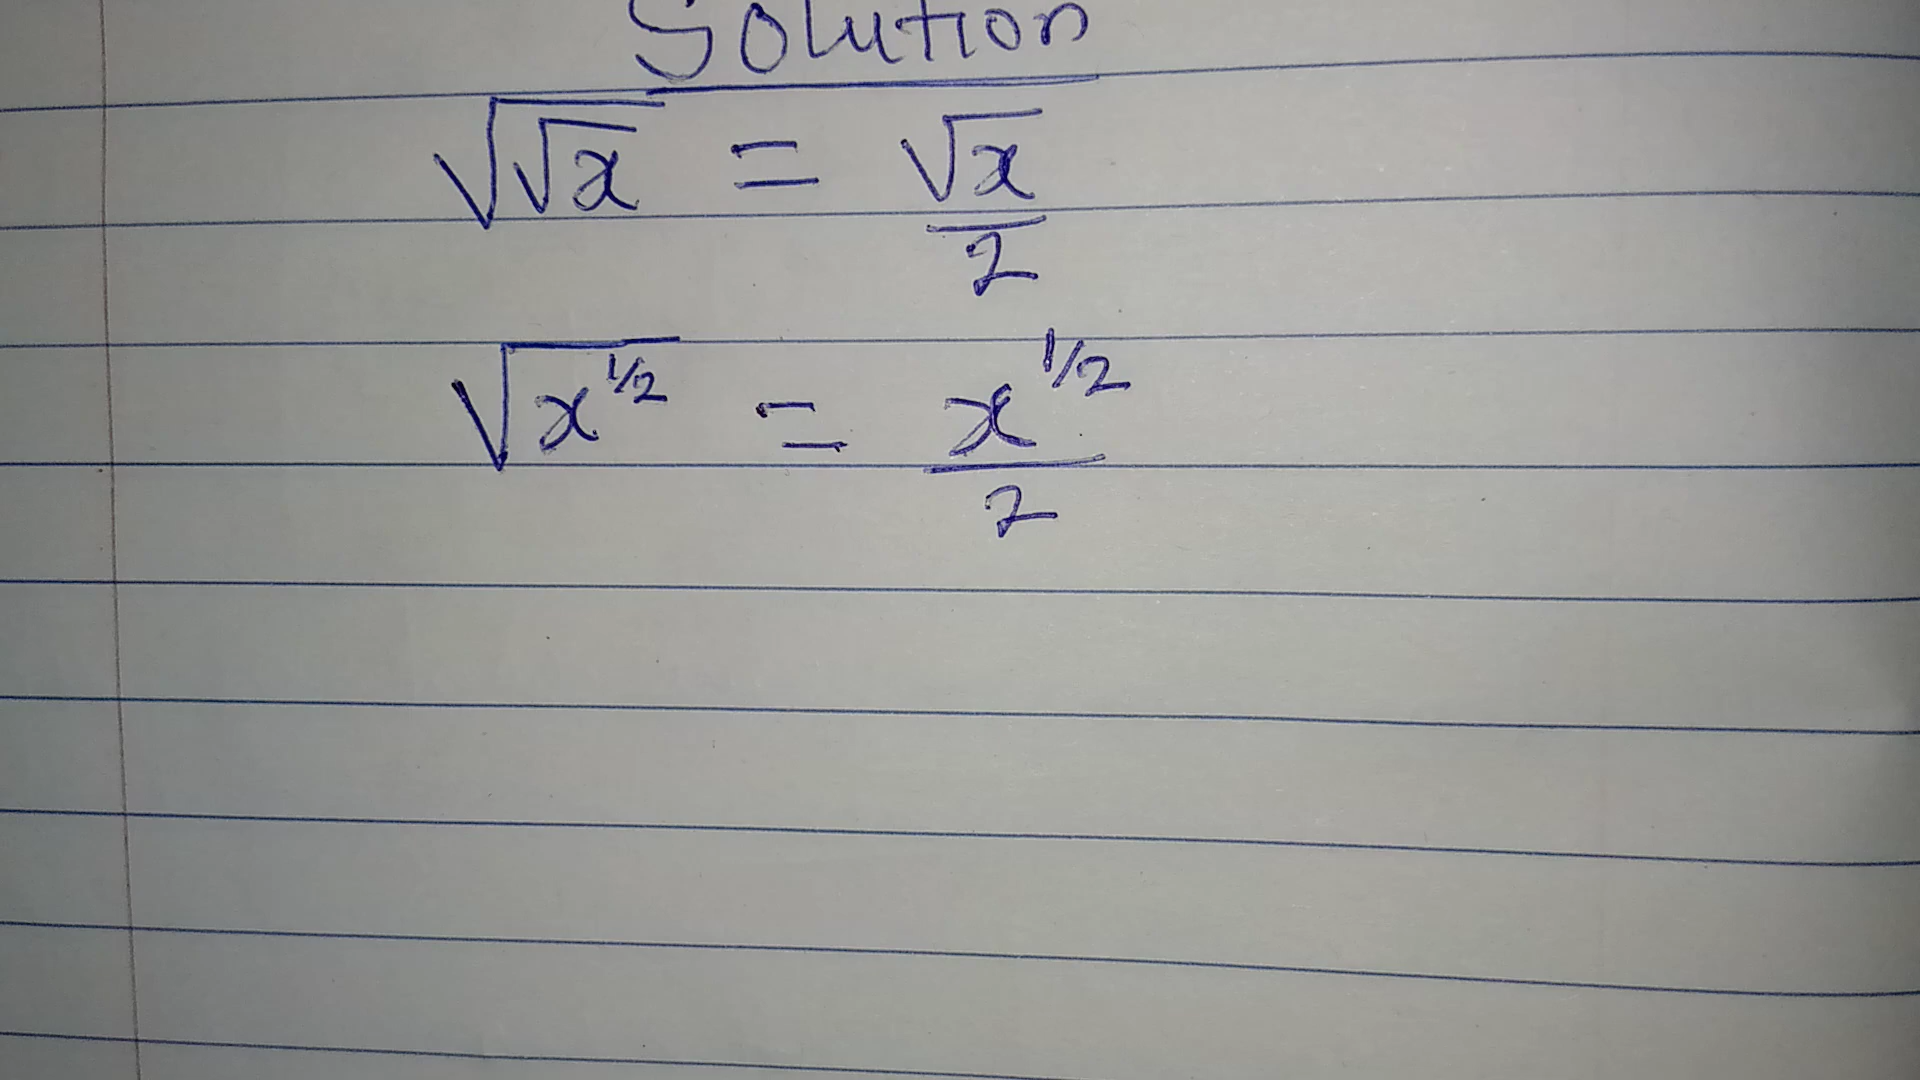 Solution
√√x = √x/2
√x^1/2 = x^1/2/2